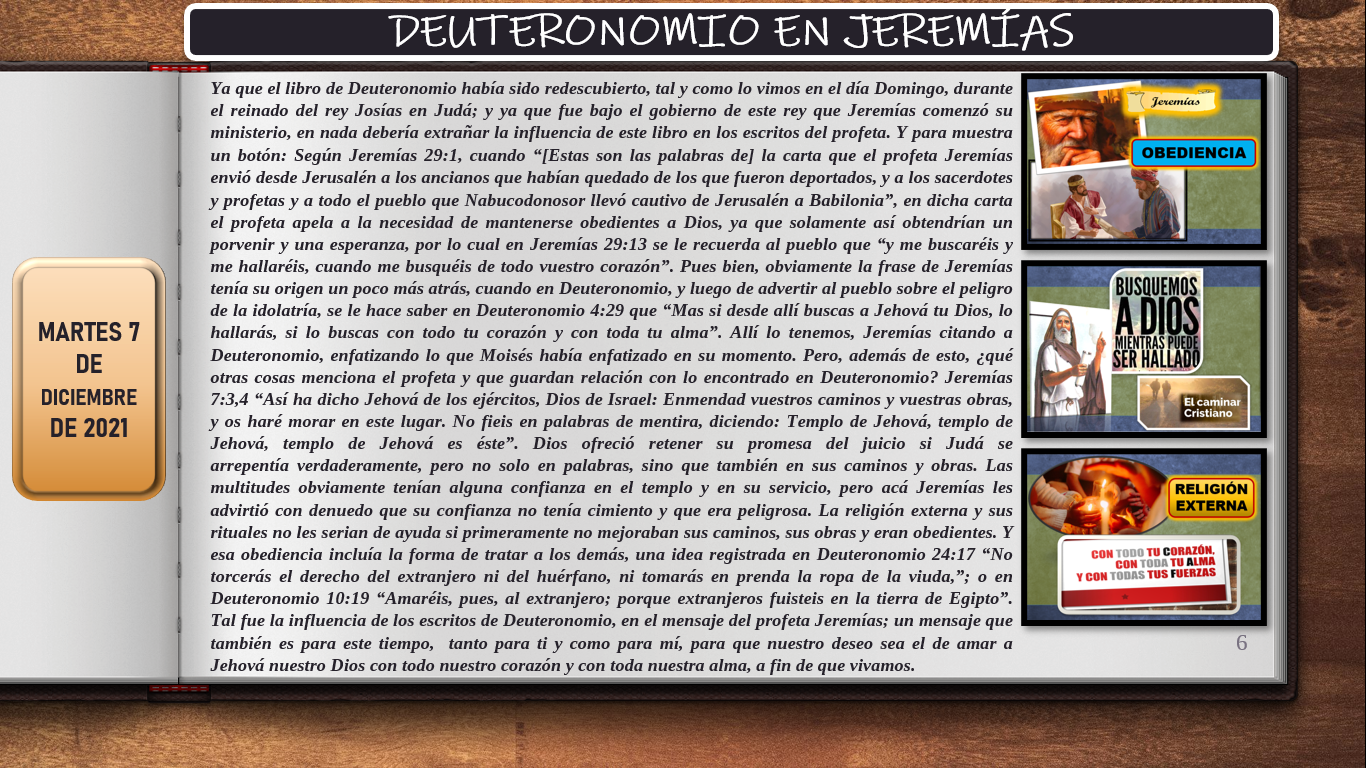 DEUTERONOMIO EN JEREMÍAS
MARTES 7
DE
DICIEMBRE
DE 2021
Ya que el libro de Deuteronomio había sido redescubierto, tal y como lo vimos en el día Domingo, durante
el reinado del rey Josías en Judá; y ya que fue bajo el gobierno de este rey que Jeremías comenzó su
ministerio, en nada debería extrañar la influencia de este libro en los escritos del profeta. Y para muestra
un botón: Según Jeremías 29:1, cuando “[Estas son las palabras de] la carta que el profeta Jeremías
envió desde Jerusalén a los ancianos que habían quedado de los que fueron deportados, y a los sacerdotes
y profetas y a todo el pueblo que Nabucodonosor llevó cautivo de Jerusalén a Babilonia”, en dicha carta
el profeta apela a la necesidad de mantenerse obedientes a Dios, ya que solamente así obtendrían un
porvenir y una esperanza, por lo cual en Jeremías 29:13 se le recuerda al pueblo que “y me buscaréis y
me hallaréis, cuando me busquéis de todo vuestro corazón”. Pues bien, obviamente la frase de Jeremías
tenía su origen un poco más atrás, cuando en Deuteronomio, y luego de advertir al pueblo sobre el peligro
de la idolatría, se le hace saber en Deuteronomio 4:29 que “Mas si desde allí buscas a Jehová tu Dios, lo
hallarás, si lo buscas con todo tu corazón y con toda tu alma”. Allí lo tenemos, Jeremías citando a
Deuteronomio, enfatizando lo que Moisés había enfatizado en su momento. Pero, además de esto, ¿qué
otras cosas menciona el profeta y que guardan relación con lo encontrado en Deuteronomio? Jeremías
7:3,4 “Así ha dicho Jehová de los ejércitos, Dios de Israel: Enmendad vuestros caminos y vuestras obras,
y os haré morar en este lugar. No fieis en palabras de mentira, diciendo: Templo de Jehová, templo de
Jehová, templo de Jehová es éste”. Dios ofreció retener su promesa del juicio si Judá se
arrepentía verdaderamente, pero no solo en palabras, sino que también en sus caminos y obras. Las
multitudes obviamente tenían alguna confianza en el templo y en su servicio, pero acá Jeremías les
advirtió con denuedo que su confianza no tenía cimiento y que era peligrosa. La religión externa y sus
rituales no les serian de ayuda si primeramente no mejoraban sus caminos, sus obras y eran obedientes. Y
esa obediencia incluía la forma de tratar a los demás, una idea registrada en Deuteronomio 24:17 “No
torcerás el derecho del extranjero ni del huérfano, ni tomarás en prenda la ropa de la viuda,”; o en
Deuteronomio 10:19 “Amaréis, pues, al extranjero; porque extranjeros fuisteis en la tierra de Egipto”.
Tal fue la influencia de los escritos de Deuteronomio, en el mensaje del profeta Jeremías; un mensaje que
también es para este tiempo, tanto para ti y como para mí, para que nuestro deseo sea el de amar a
Jehová nuestro Dios con todo nuestro corazón y con toda nuestra alma, a fin de que vivamos.
Jeremías
OBEDIENCIA
BUSQUEMOS
A DIOS
MIENTRAS PUEDE
SER HALLADO
El caminar
Cristiano
RELIGIÓN
EXTERNA
CON TODO TU CORAZÓN,
CON TODA TU ALMA
Y CON TODAS TUS FUERZAS
6